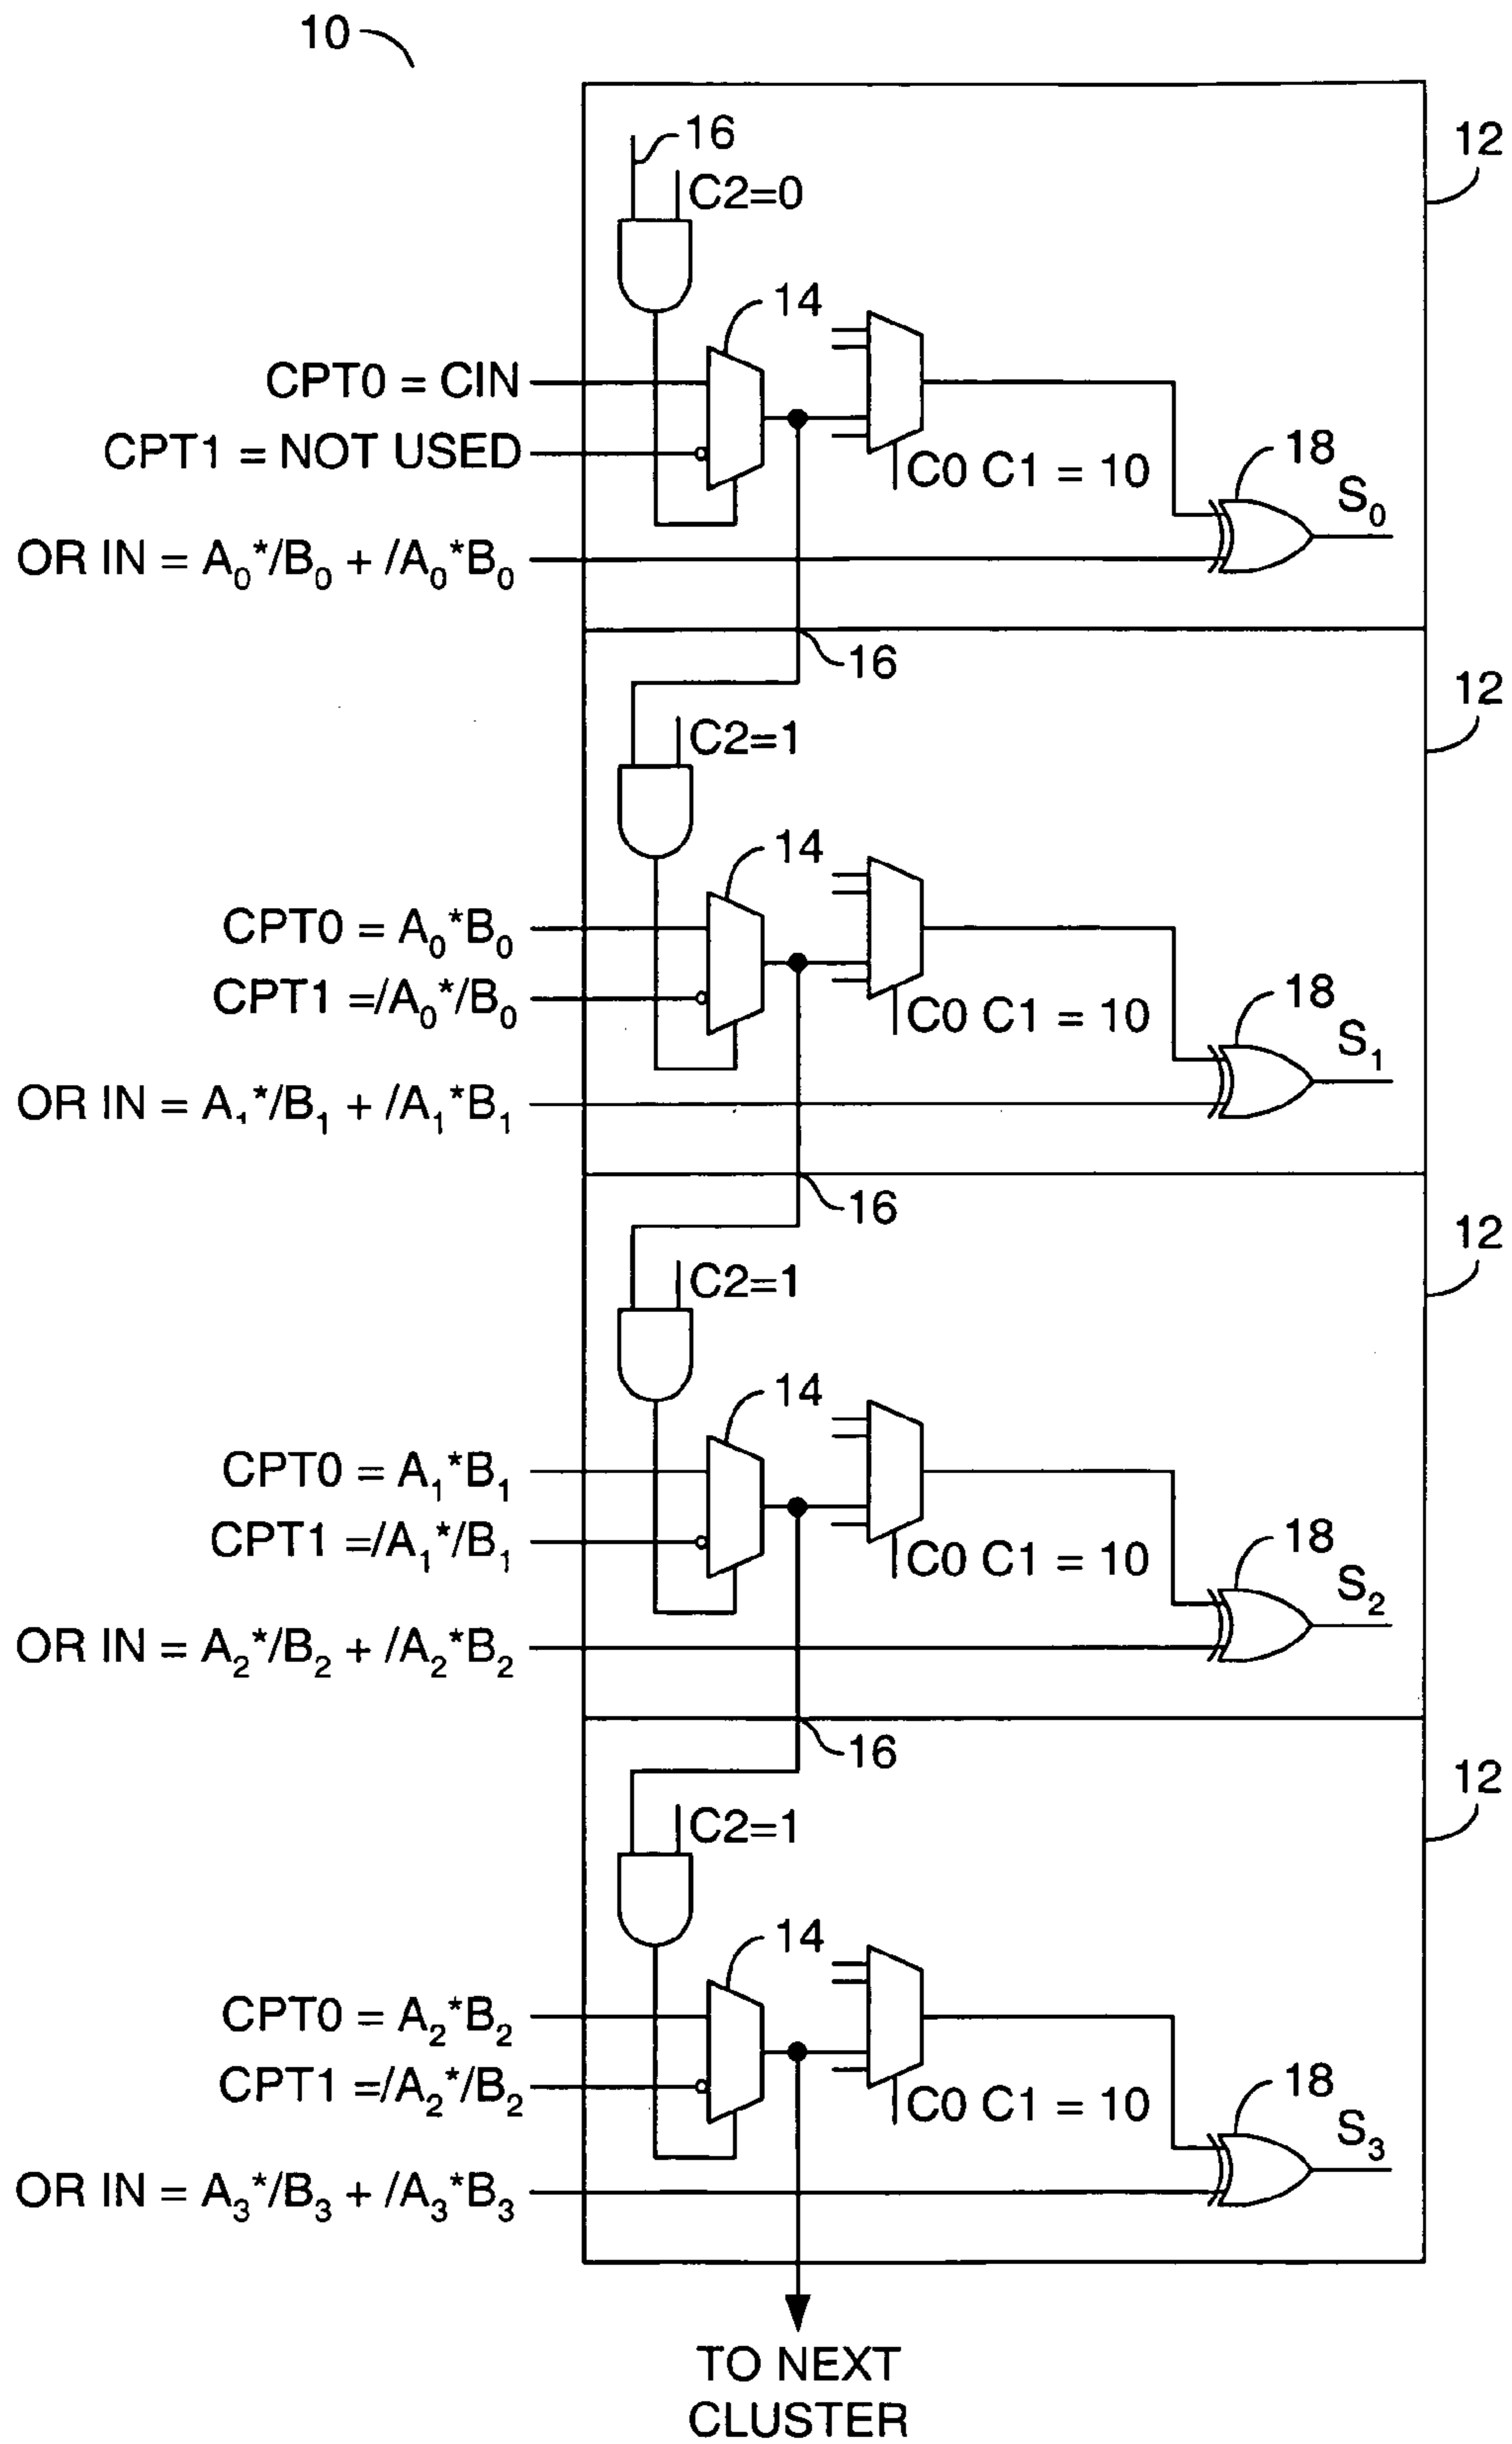 10
12
16
C2=0
14
CPT0 = CIN
CPT1 = NOT USED
C0 C1 = 10
18
S0
OR IN = A0*/B0 + /A0*B0
16
12
C2=1
14
CPT0 = A0*B0
CPT1 =/A0*/B0
C0 C1 = 10
18
S1
OR IN = A1*/B1 + /A1*B1
16
12
C2=1
14
CPT0 = A1*B1
CPT1 =/A1*/B1
C0 C1 = 10
18
S2
OR IN = A2*/B2 + /A2*B2
16
12
C2=1
14
CPT0 = A2*B2
CPT1 =/A2*/B2
C0 C1 = 10
18
S3
OR IN = A3*/B3 + /A3*B3
TO NEXT
CLUSTER